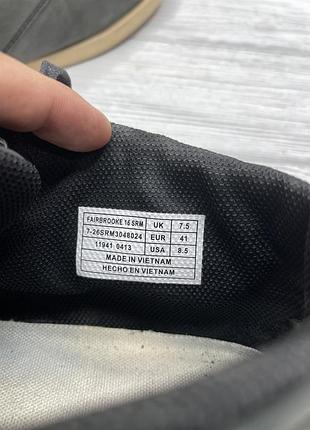 FAIRBROOKE 16 SRM UK 7.5
7-26SRM3048024 EUR 41
11941 0413 USA 8.5
MADE IN VIETNAM
HECHO EN VIETNAM